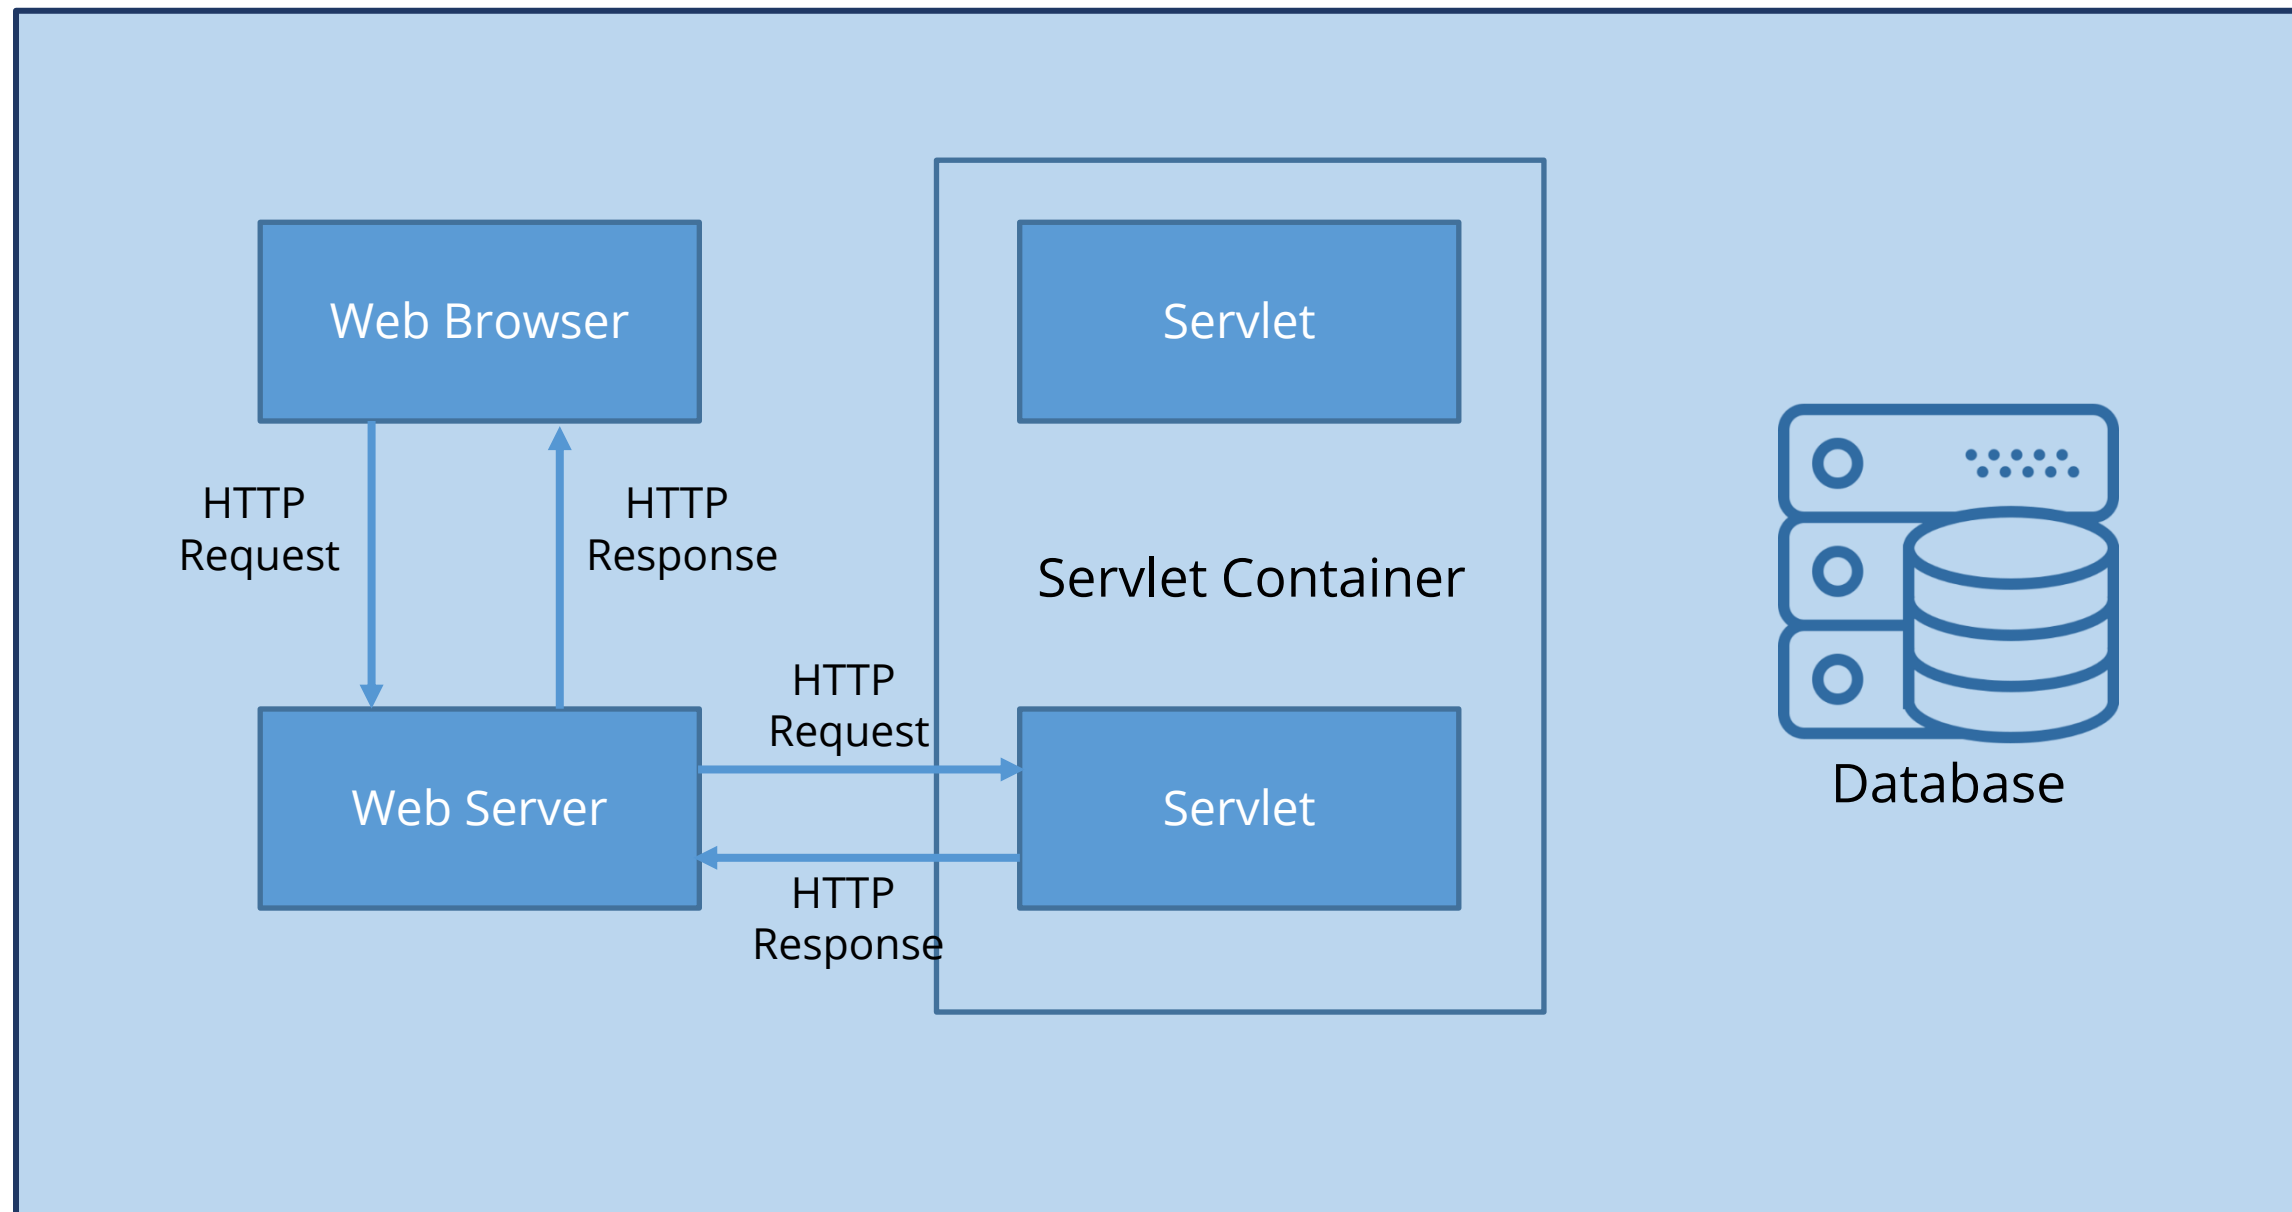 Web Browser
Servlet
HTTP
Request
HTTP
Response
Servlet Container
HTTP
Request
Web Server
Servlet
HTTP
Response
Database